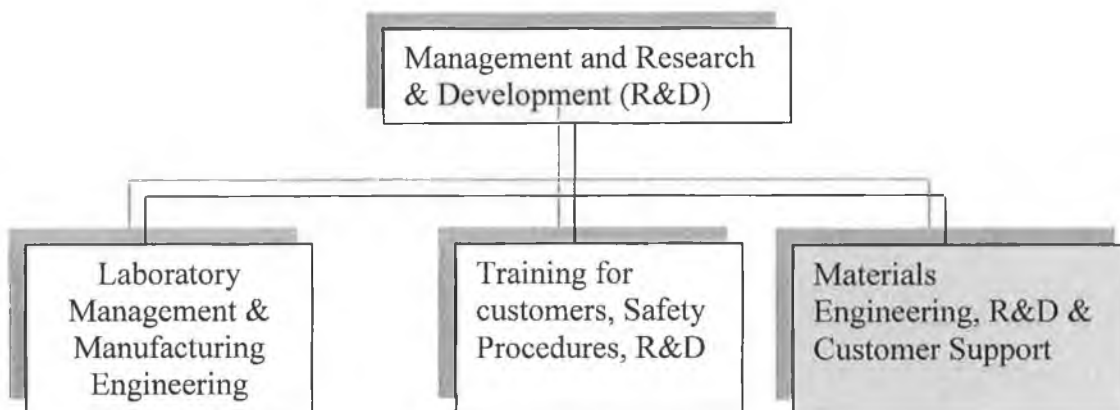 Management and Research
& Development (R&D)
Laboratory
Management &
Manufacturing
Engineering
Training for
customers, Safety
Procedures, R&D
Materials
Engineering, R&D &
Customer Support